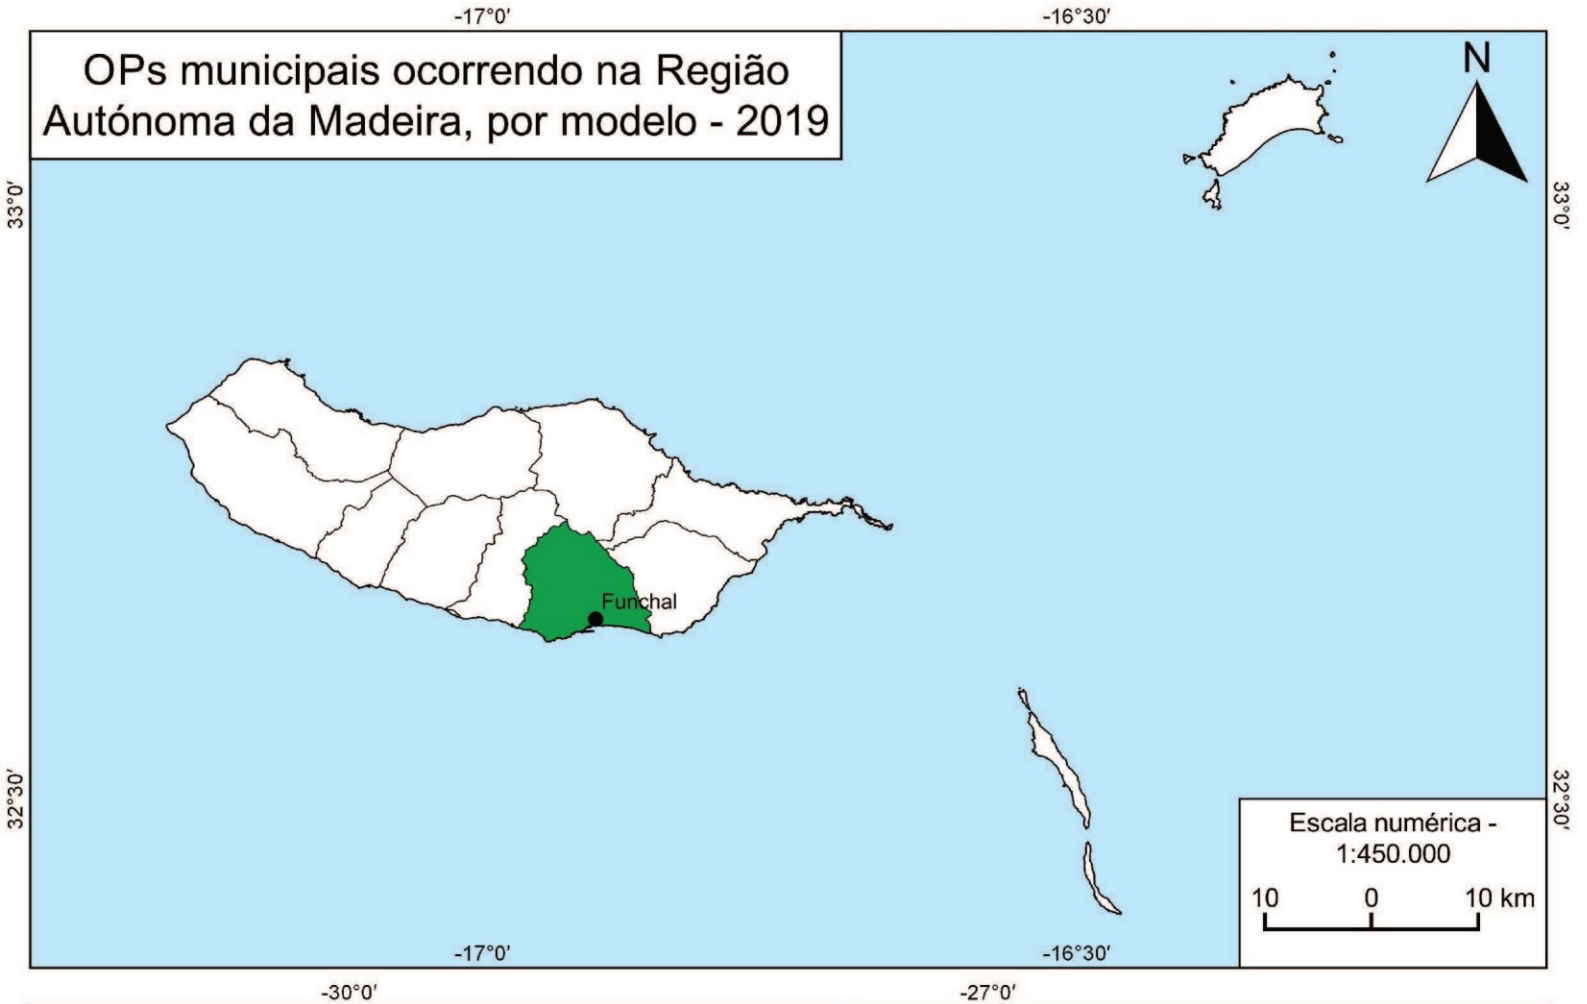 -17°0' -16°30'
OPs municipais ocorrendo na Região
Autónoma da Madeira, por modelo - 2019
N
33°0' 33°0'
Funchal
32°30' 32°30'
Escala numérica -
1:450.000
10 0 10 km
-17°0' -16°30'
-30°0' -27°0'